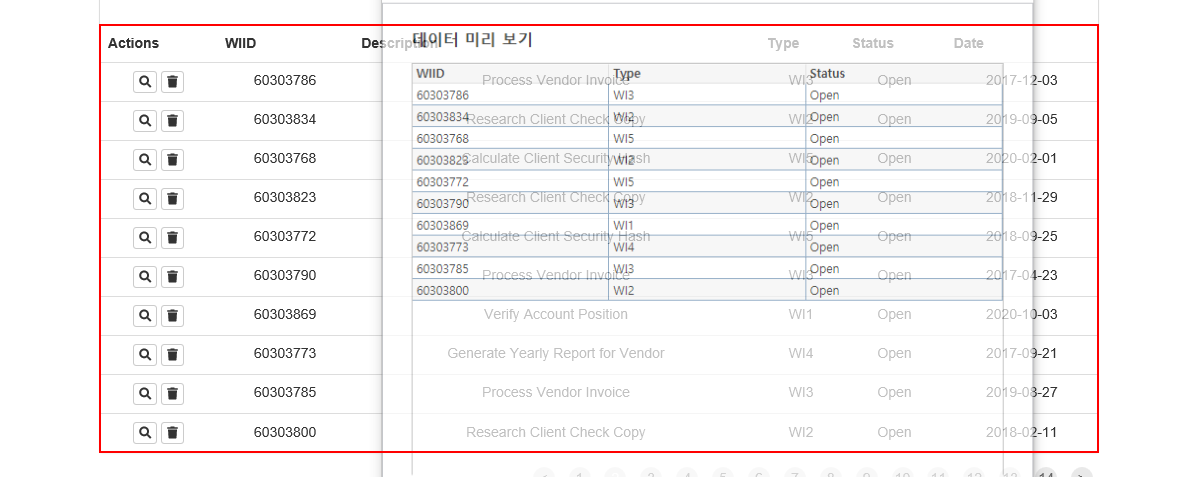 데이터 미리 보기
Actions WIID Description Type Status Date
60303786 Process Vendor Invoice WI3 Open 2017-12-03
60303834 Research Client Check Copy WI2 Open 2019-09-05
60303768 Calculate Client Security Hash WI5 Open 2020-02-01
60303823 Research Client Check Copy WI2 Open 2018-11-29
60303772 Calculate Client Security Hash WI5 Open 2018-09-25
60303790 Process Vendor Invoice WI3 Open 2017-04-23
60303869 Verify Account Position WI1 Open 2020-10-03
60303773 Generate Yearly Report for Vendor WI4 Open 2017-09-21
60303785 Process Vendor Invoice WI3 Open 2019-08-27
60303800 Research Client Check Copy WI2 Open 2018-02-11
WIID Type Status
60303786 WI3 Open
60303834 WI2 Open
60303768 WI5 Open
60303823 WI2 Open
60303772 WI5 Open
60303790 WI3 Open
60303869 WI1 Open
60303773 WI4 Open
60303785 WI3 Open
60303800 WI2 Open
1 3 4 5 6 7 8 9 10 11 12 13 14 >